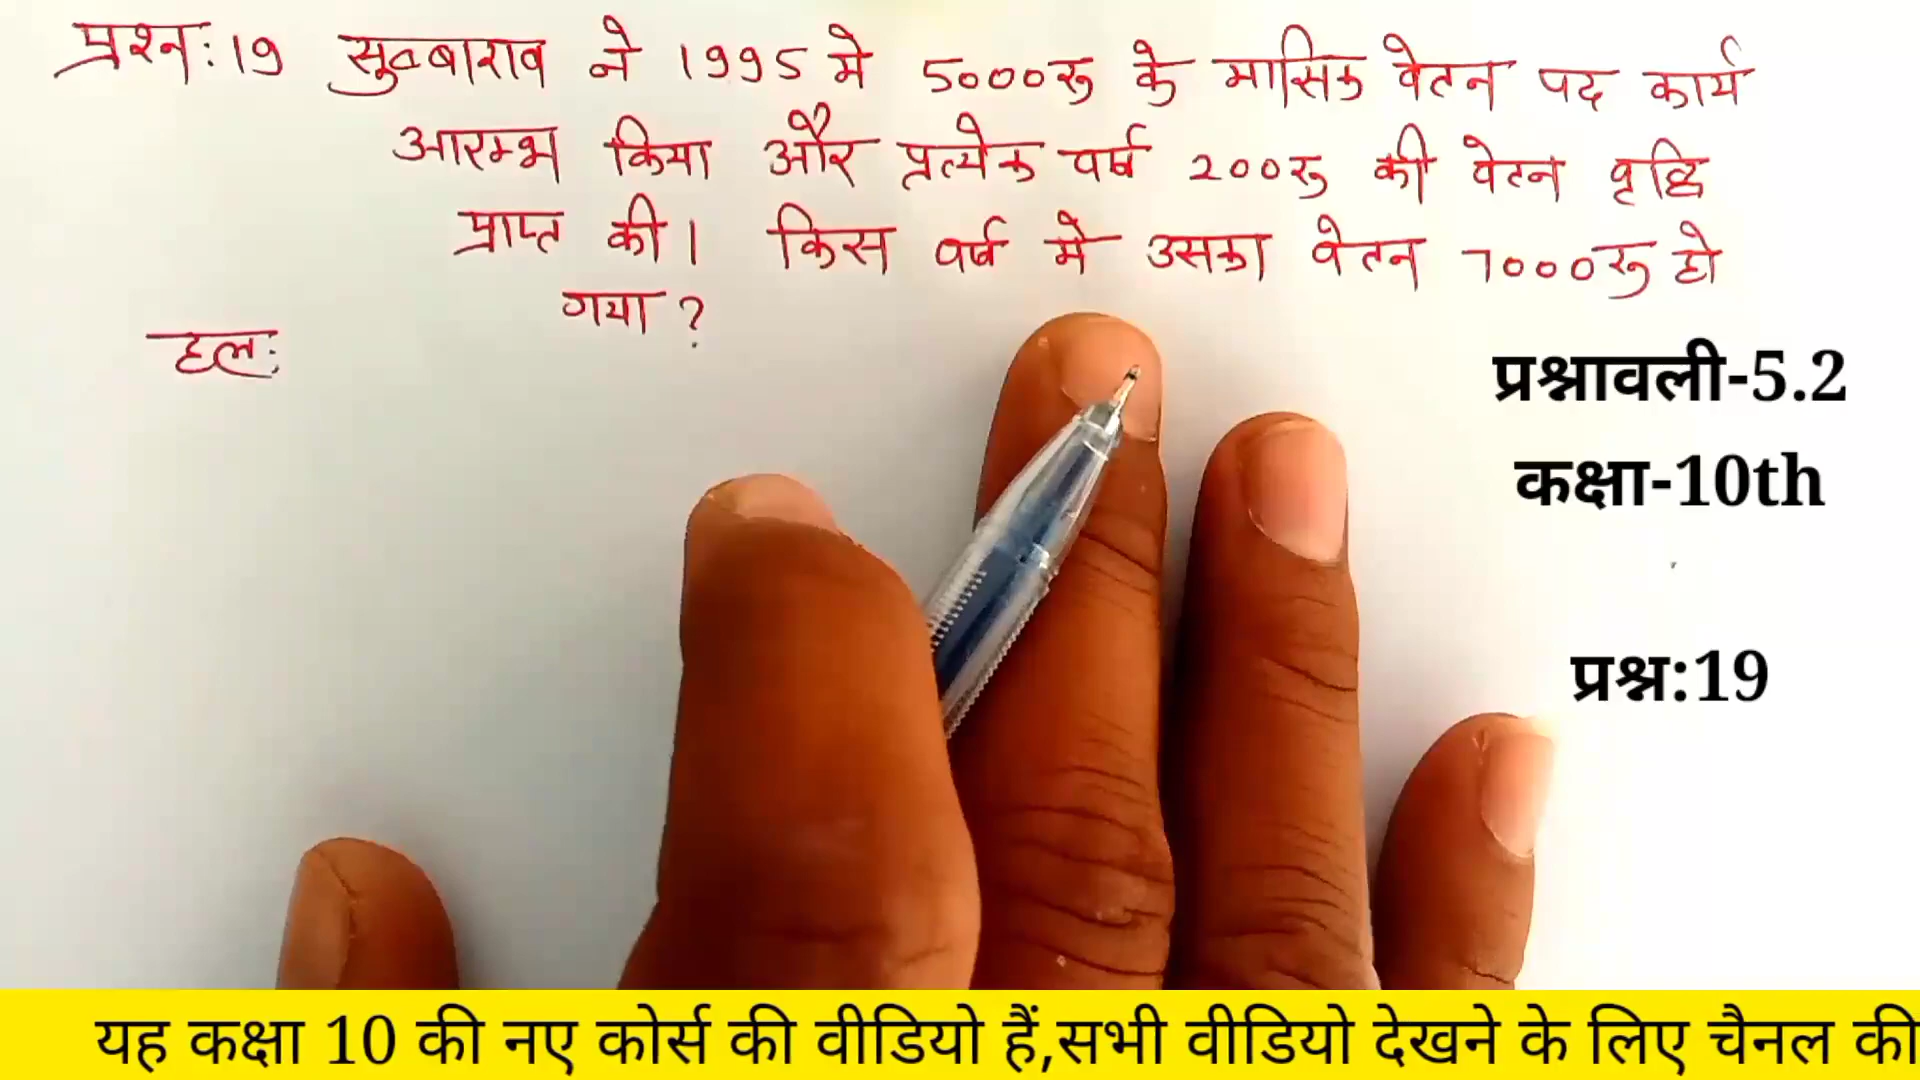 प्रश्न:19 सुब्बाराव ने 1995 मे 5000रु के मासिक वेतन पद कार्य
आरम्भ किया और प्रत्येक वर्ष 200रु की वेतन वृद्धि
प्राप्त की। किस वर्ष मे उसका वेतन 7000रु हो
गया ?
हल:
प्रश्नावली-5.2
कक्षा-10th
प्रश्न:19
यह कक्षा 10 की नए कोर्स की वीडियो हैं,सभी वीडियो देखने के लिए चैनल की